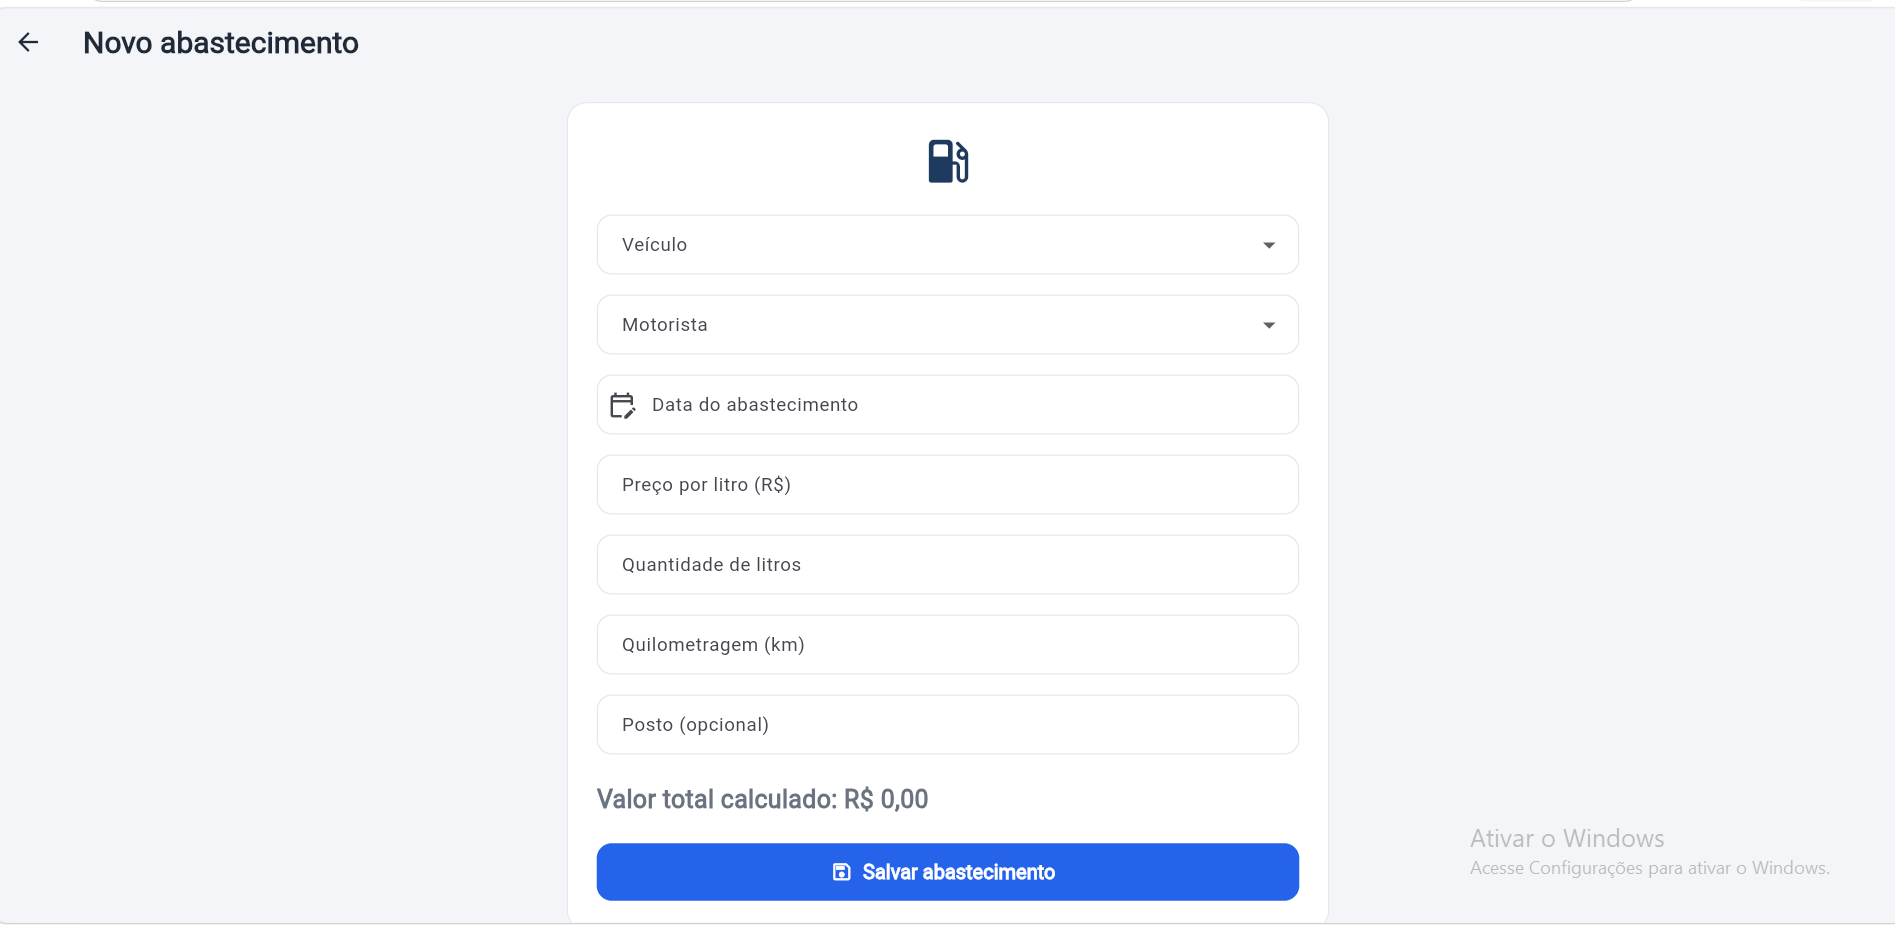 Novo abastecimento
Veículo
Motorista
Data do abastecimento
Preço por litro (R$)
Quantidade de litros
Quilometragem (km)
Posto (opcional)
Valor total calculado: R$ 0,00
Salvar abastecimento
Ativar o Windows
Acesse Configurações para ativar o Windows.